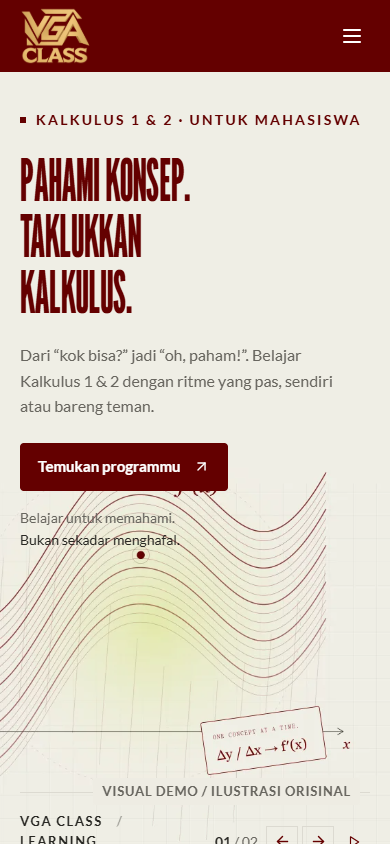 VGA
CLASS
KALKULUS 1 & 2 · UNTUK MAHASISWA
PAHAMI KONSEP.
TAKLUKKAN
KALKULUS.
Dari “kok bisa?” jadi “oh, paham!”. Belajar
Kalkulus 1 & 2 dengan ritme yang pas, sendiri
atau bareng teman.
Temukan programmu
Belajar untuk memahami.
Bukan sekadar menghafal.
ONE CONCEPT AT A TIME.
Δy / Δx → f′(x)
x
VISUAL DEMO / ILUSTRASI ORISINAL
VGA CLASS /
LEARNING
01 / 02